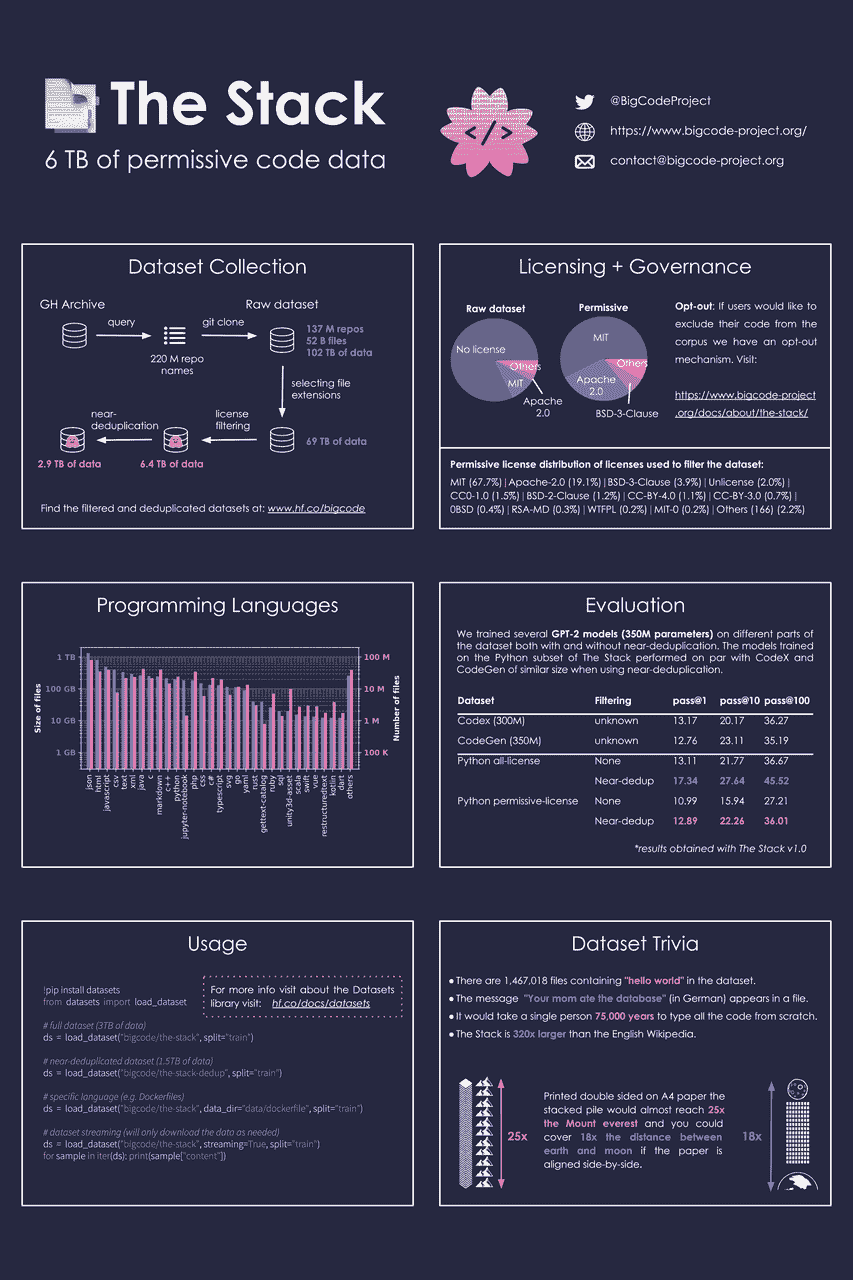 The Stack
6 TB of permissive code data
</>
@BigCodeProject
https://www.bigcode-project.org/
contact@bigcode-project.org
Dataset Collection
GH Archive
query
220 M repo
names
git clone
Raw dataset
137 M repos
52 B files
102 TB of data
selecting file
extensions
69 TB of data
license
filtering
6.4 TB of data
near-
deduplication
2.9 TB of data
Find the filtered and deduplicated datasets at: www.hf.co/bigcode
Licensing + Governance
Raw dataset
No license
Others
MIT
Apache
2.0
Permissive
MIT
Others
Apache
2.0
BSD-3-Clause
Opt-out: If users would like to
exclude their code from the
corpus we have an opt-out
mechanism. Visit:
https://www.bigcode-project
.org/docs/about/the-stack/
Permissive license distribution of licenses used to filter the dataset:
MIT (67.7%) | Apache-2.0 (19.1%) | BSD-3-Clause (3.9%) | Unlicense (2.0%) |
CC0-1.0 (1.5%) | BSD-2-Clause (1.2%) | CC-BY-4.0 (1.1%) | CC-BY-3.0 (0.7%) |
0BSD (0.4%) | RSA-MD (0.3%) | WTFPL (0.2%) | MIT-0 (0.2%) | Others (166) (2.2%)
Programming Languages
Size of files
1 TB
100 GB
10 GB
1 GB
100 M
10 M
1 M
100 K
Number of files
json
html
javascript
csv
text
xml
java
c
markdown
c++
python
jupyter-notebook
php
css
c#
typescript
svg
go
yaml
rust
gettext-catalog
ruby
sql
unity3d-asset
scala
swift
vue
restructuredtext
kotlin
dart
others
Evaluation
We trained several GPT-2 models (350M parameters) on different parts of
the dataset both with and without near-deduplication. The models trained
on the Python subset of The Stack performed on par with CodeX and
CodeGen of similar size when using near-deduplication.
Dataset Filtering pass@1 pass@10 pass@100
Codex (300M) unknown 13.17 20.17 36.27
CodeGen (350M) unknown 12.76 23.11 35.19
Python all-license None 13.11 21.77 36.67
Near-dedup 17.34 27.64 45.52
Python permissive-license None 10.99 15.94 27.21
Near-dedup 12.89 22.26 36.01
*results obtained with The Stack v1.0
Usage
For more info visit about the Datasets
library visit: hf.co/docs/datasets
!pip install datasets
from datasets import load_dataset
# full dataset (3TB of data)
ds = load_dataset("bigcode/the-stack", split="train")
# near-deduplicated dataset (1.5TB of data)
ds = load_dataset("bigcode/the-stack-dedup", split="train")
# specific language (e.g. Dockerfiles)
ds = load_dataset("bigcode/the-stack", data_dir="data/dockerfile", split="train")
# dataset streaming (will only download the data as needed)
ds = load_dataset("bigcode/the-stack", streaming=True, split="train")
for sample in iter(ds): print(sample["content"])
Dataset Trivia
There are 1,467,018 files containing "hello world" in the dataset.
The message "Your mom ate the database" (in German) appears in a file.
It would take a single person 75,000 years to type all the code from scratch.
The Stack is 320x larger than the English Wikipedia.
25x
Printed double sided on A4 paper the
stacked pile would almost reach 25x
the Mount everest and you could
cover 18x the distance between
earth and moon if the paper is
aligned side-by-side.
18x